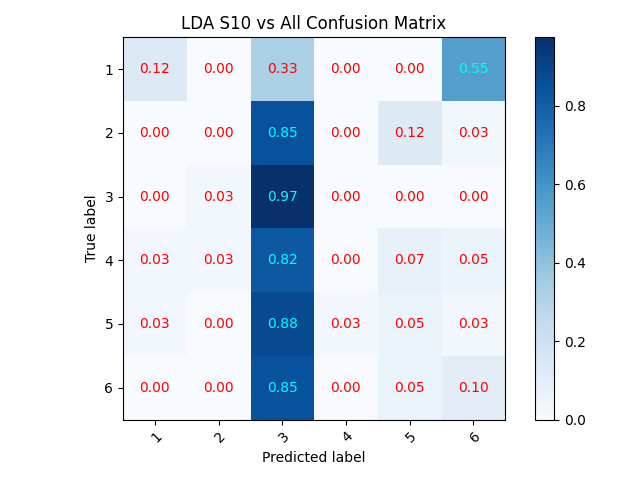 LDA S10 vs All Confusion Matrix
1 0.12 0.00 0.33 0.00 0.00 0.55
2 0.00 0.00 0.85 0.00 0.12 0.03
3 0.00 0.03 0.97 0.00 0.00 0.00
4 0.03 0.03 0.82 0.00 0.07 0.05
5 0.03 0.00 0.88 0.03 0.05 0.03
6 0.00 0.00 0.85 0.00 0.05 0.10
True label
1 2 3 4 5 6
Predicted label
0.8
0.6
0.4
0.2
0.0